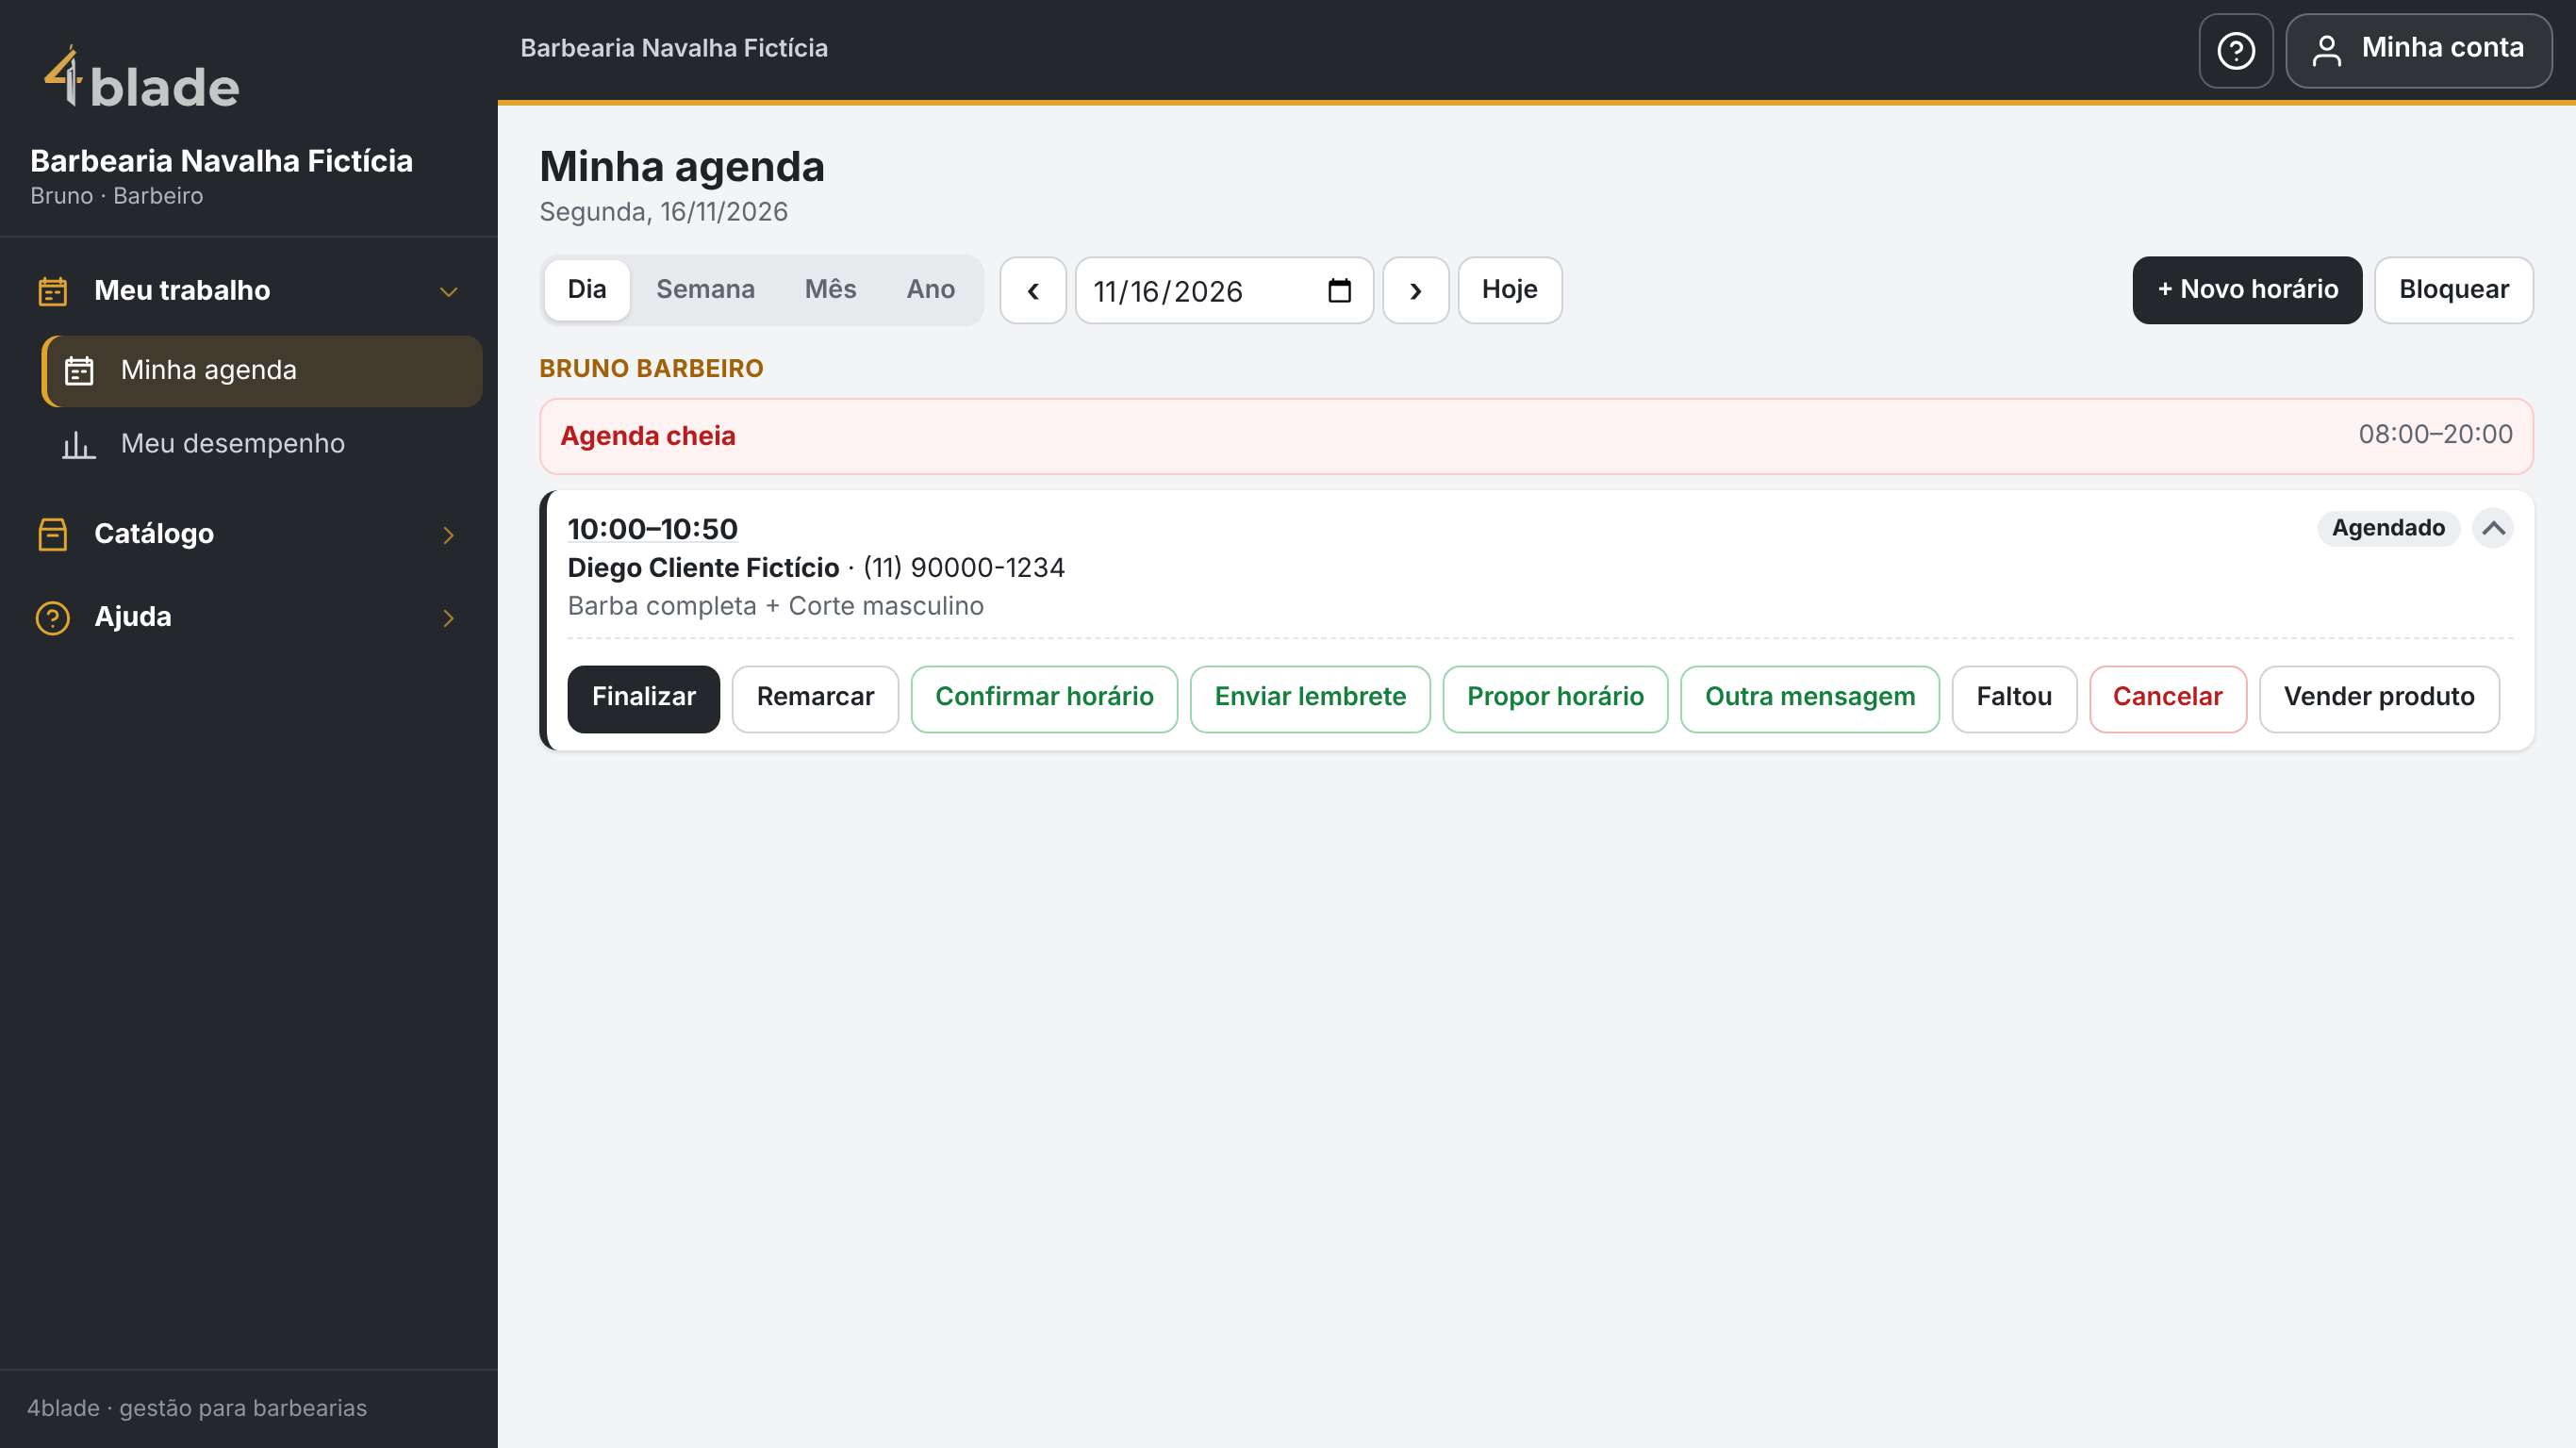 4blade
Barbearia Navalha Fictícia
Bruno · Barbeiro
Meu trabalho
Minha agenda
Meu desempenho
Catálogo
Ajuda
4blade · gestão para barbearias
Barbearia Navalha Fictícia
Minha conta
Minha agenda
Segunda, 16/11/2026
Dia Semana Mês Ano ‹ 11/16/2026 › Hoje + Novo horário Bloquear
BRUNO BARBEIRO
Agenda cheia 08:00–20:00
10:00–10:50 Agendado
Diego Cliente Fictício · (11) 90000-1234
Barba completa + Corte masculino
Finalizar Remarcar Confirmar horário Enviar lembrete Propor horário Outra mensagem Faltou Cancelar Vender produto